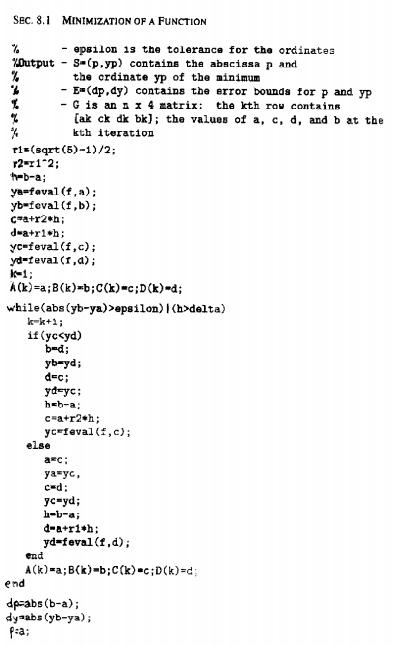 SEC. 8.1 MINIMIZATION OF A FUNCTION
% - epsilon is the tolerance for the ordinates
%Output - S=(p,yp) contains the abscissa p and
% the ordinate yp of the minimum
% - E=(dp,dy) contains the error bounds for p and yp
% - G is an n x 4 matrix: the kth row contains
% [ak ck dk bk]; the values of a, c, d, and b at the
% kth iteration
r1=(sqrt(5)-1)/2;
r2=r1^2;
h=b-a;
ya=feval(f,a);
yb=feval(f,b);
c=a+r2*h;
d=a+r1*h;
yc=feval(f,c);
yd=feval(f,d);
k=1;
A(k)=a;B(k)=b;C(k)=c;D(k)=d;
while(abs(yb-ya)>epsilon)|(h>delta)
k=k+1;
if(yc<yd)
b=d;
yb=yd;
d=c;
yd=yc;
h=b-a;
c=a+r2*h;
yc=feval(f,c);
else
a=c;
ya=yc,
c=d;
yc=yd;
h=b-a;
d=a+r1*h;
yd=feval(f,d);
end
A(k)=a;B(k)=b;C(k)=c;D(k)=d;
end
dp=abs(b-a);
dy=abs(yb-ya);
p=a;